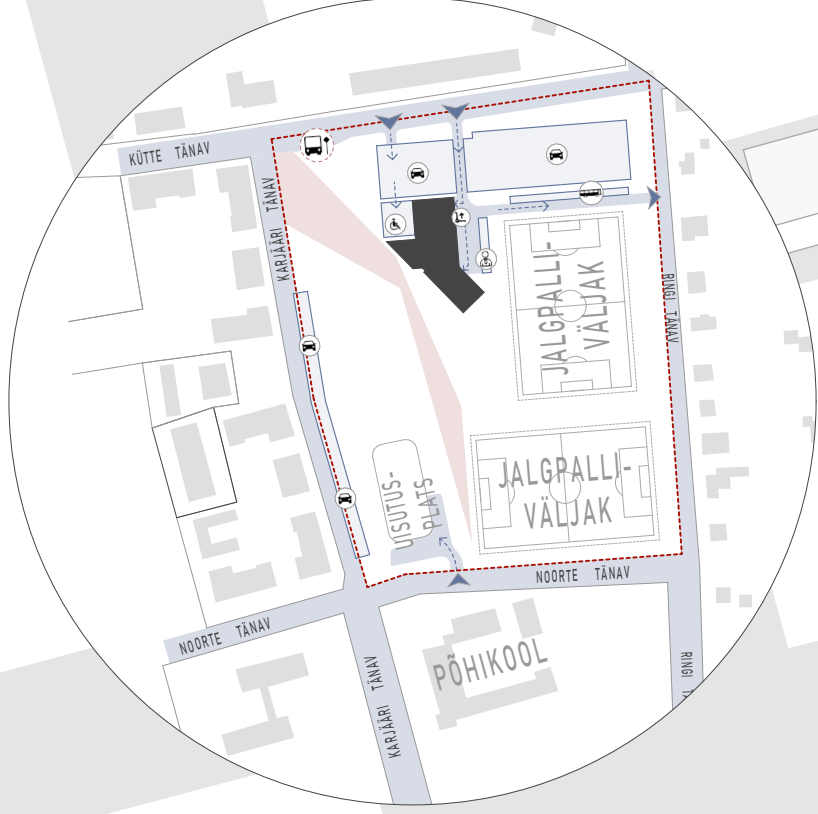 KÜTTE TÄNAV
KARJÄÄRI TÄNAV
JALGPALLI-
VÄLJAK
RINGI TÄNAV
JALGPALLI-
VÄLJAK
UISUTUS-
PLATS
NOORTE TÄNAV
NOORTE TÄNAV
PÕHIKOOL
KARJÄÄRI TÄNAV
RINGI